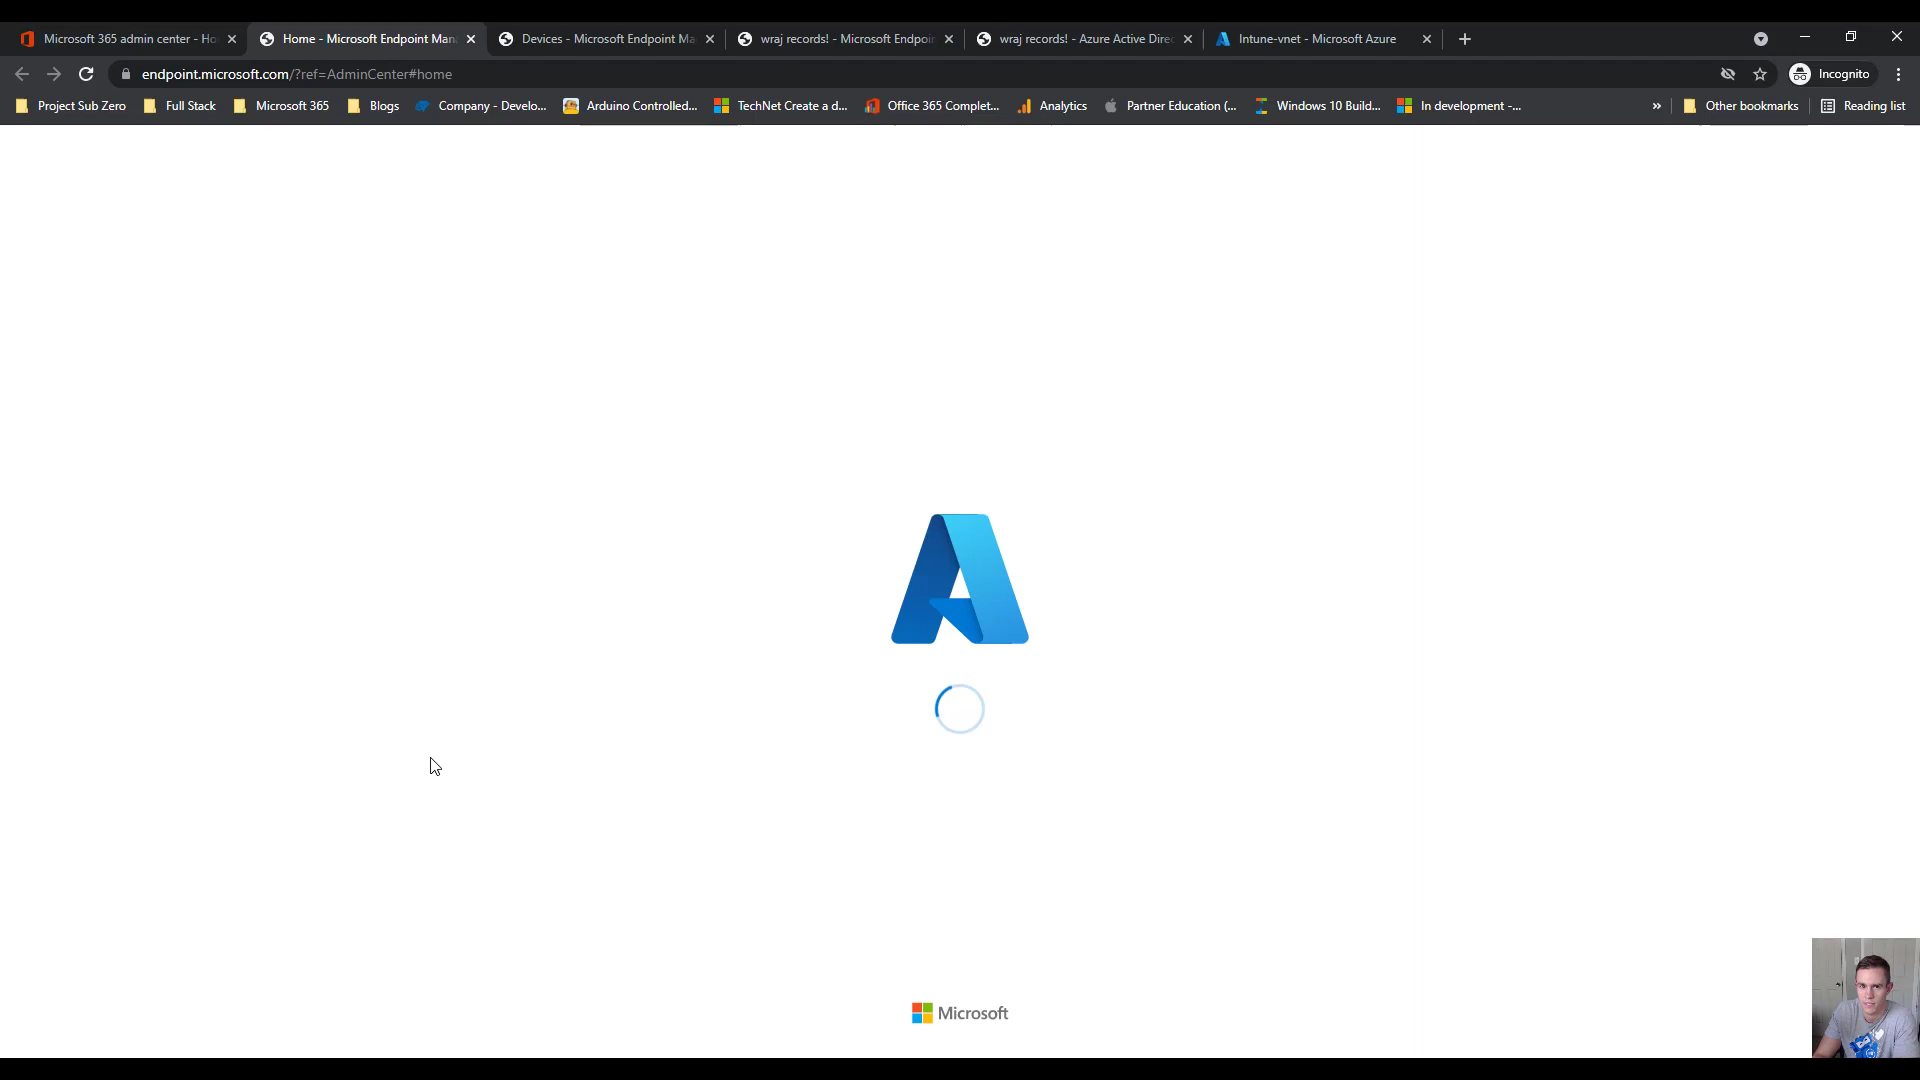 Microsoft 365 admin center - Ho
Home - Microsoft Endpoint Man
Devices - Microsoft Endpoint Ma
wraj records! - Microsoft Endpoin
wraj records! - Azure Active Direc
Intune-vnet - Microsoft Azure
endpoint.microsoft.com/?ref=AdminCenter#home
Incognito
Project Sub Zero
Full Stack
Microsoft 365
Blogs
Company - Develo...
Arduino Controlled...
TechNet Create a d...
Office 365 Complet...
Analytics
Partner Education (...
Windows 10 Build...
In development -...
»
Other bookmarks
Reading list
Microsoft